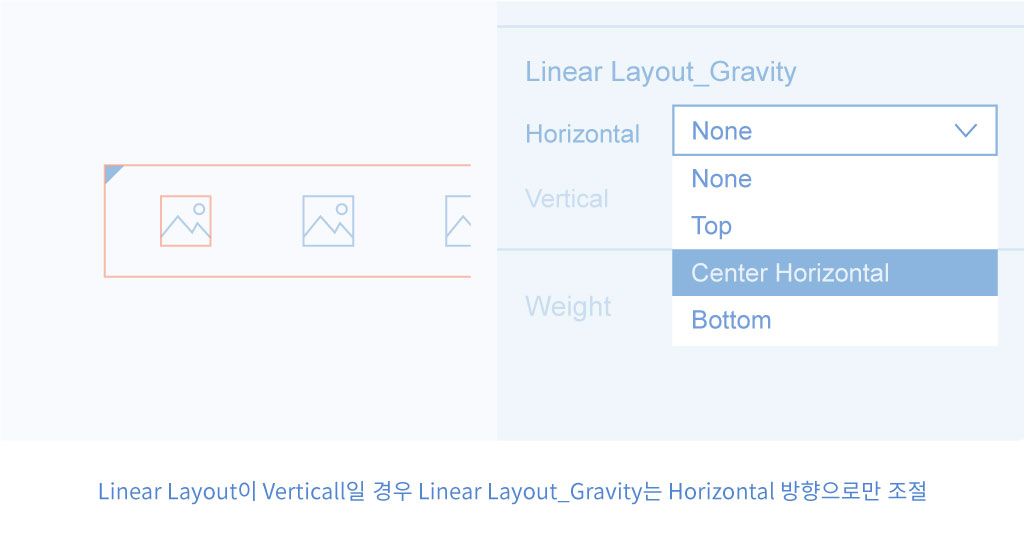 Linear Layout_Gravity
Horizontal
None
None
Vertical
Top
Center Horizontal
Weight
Bottom
Linear Layout이 Verticall일 경우 Linear Layout_Gravity는 Horizontal 방향으로만 조절